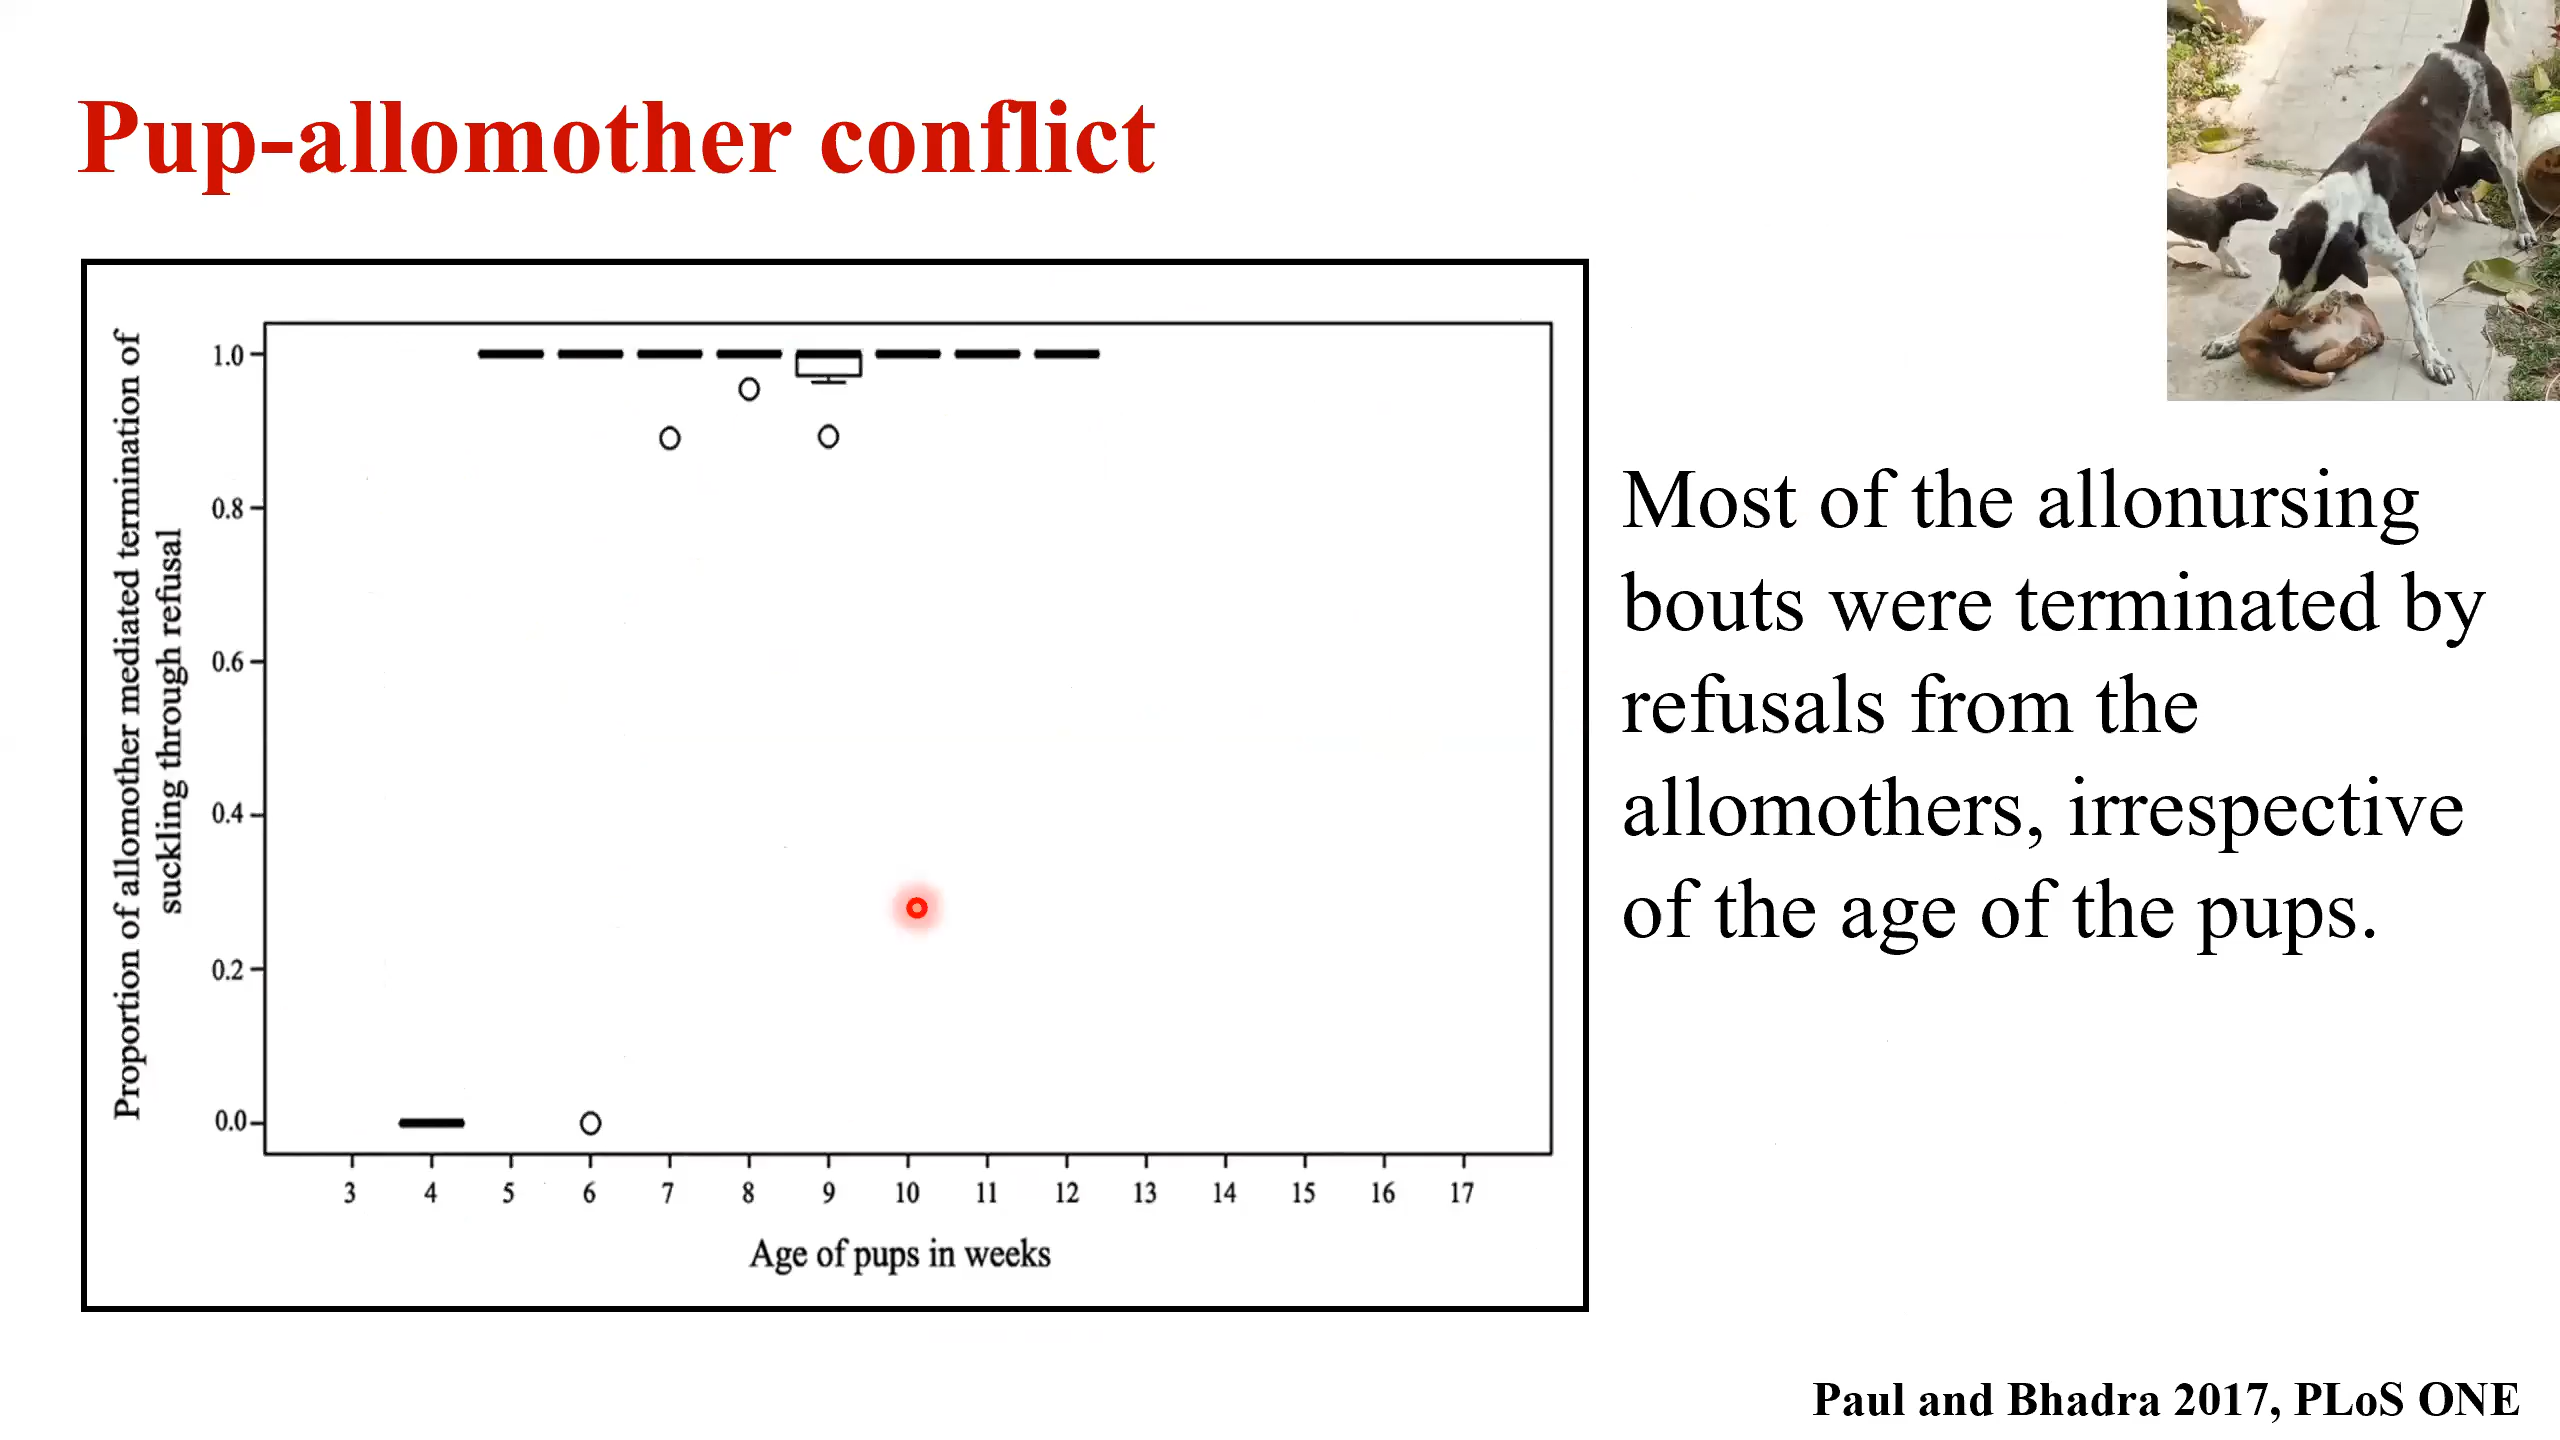 Pup-allomother conflict
Proportion of allomother mediated termination of
suckling through refusal
1.0
0.8
0.6
0.4
0.2
0.0
3 4 5 6 7 8 9 10 11 12 13 14 15 16 17
Age of pups in weeks
Most of the allonursing
bouts were terminated by
refusals from the
allomothers, irrespective
of the age of the pups.
Paul and Bhadra 2017, PLoS ONE